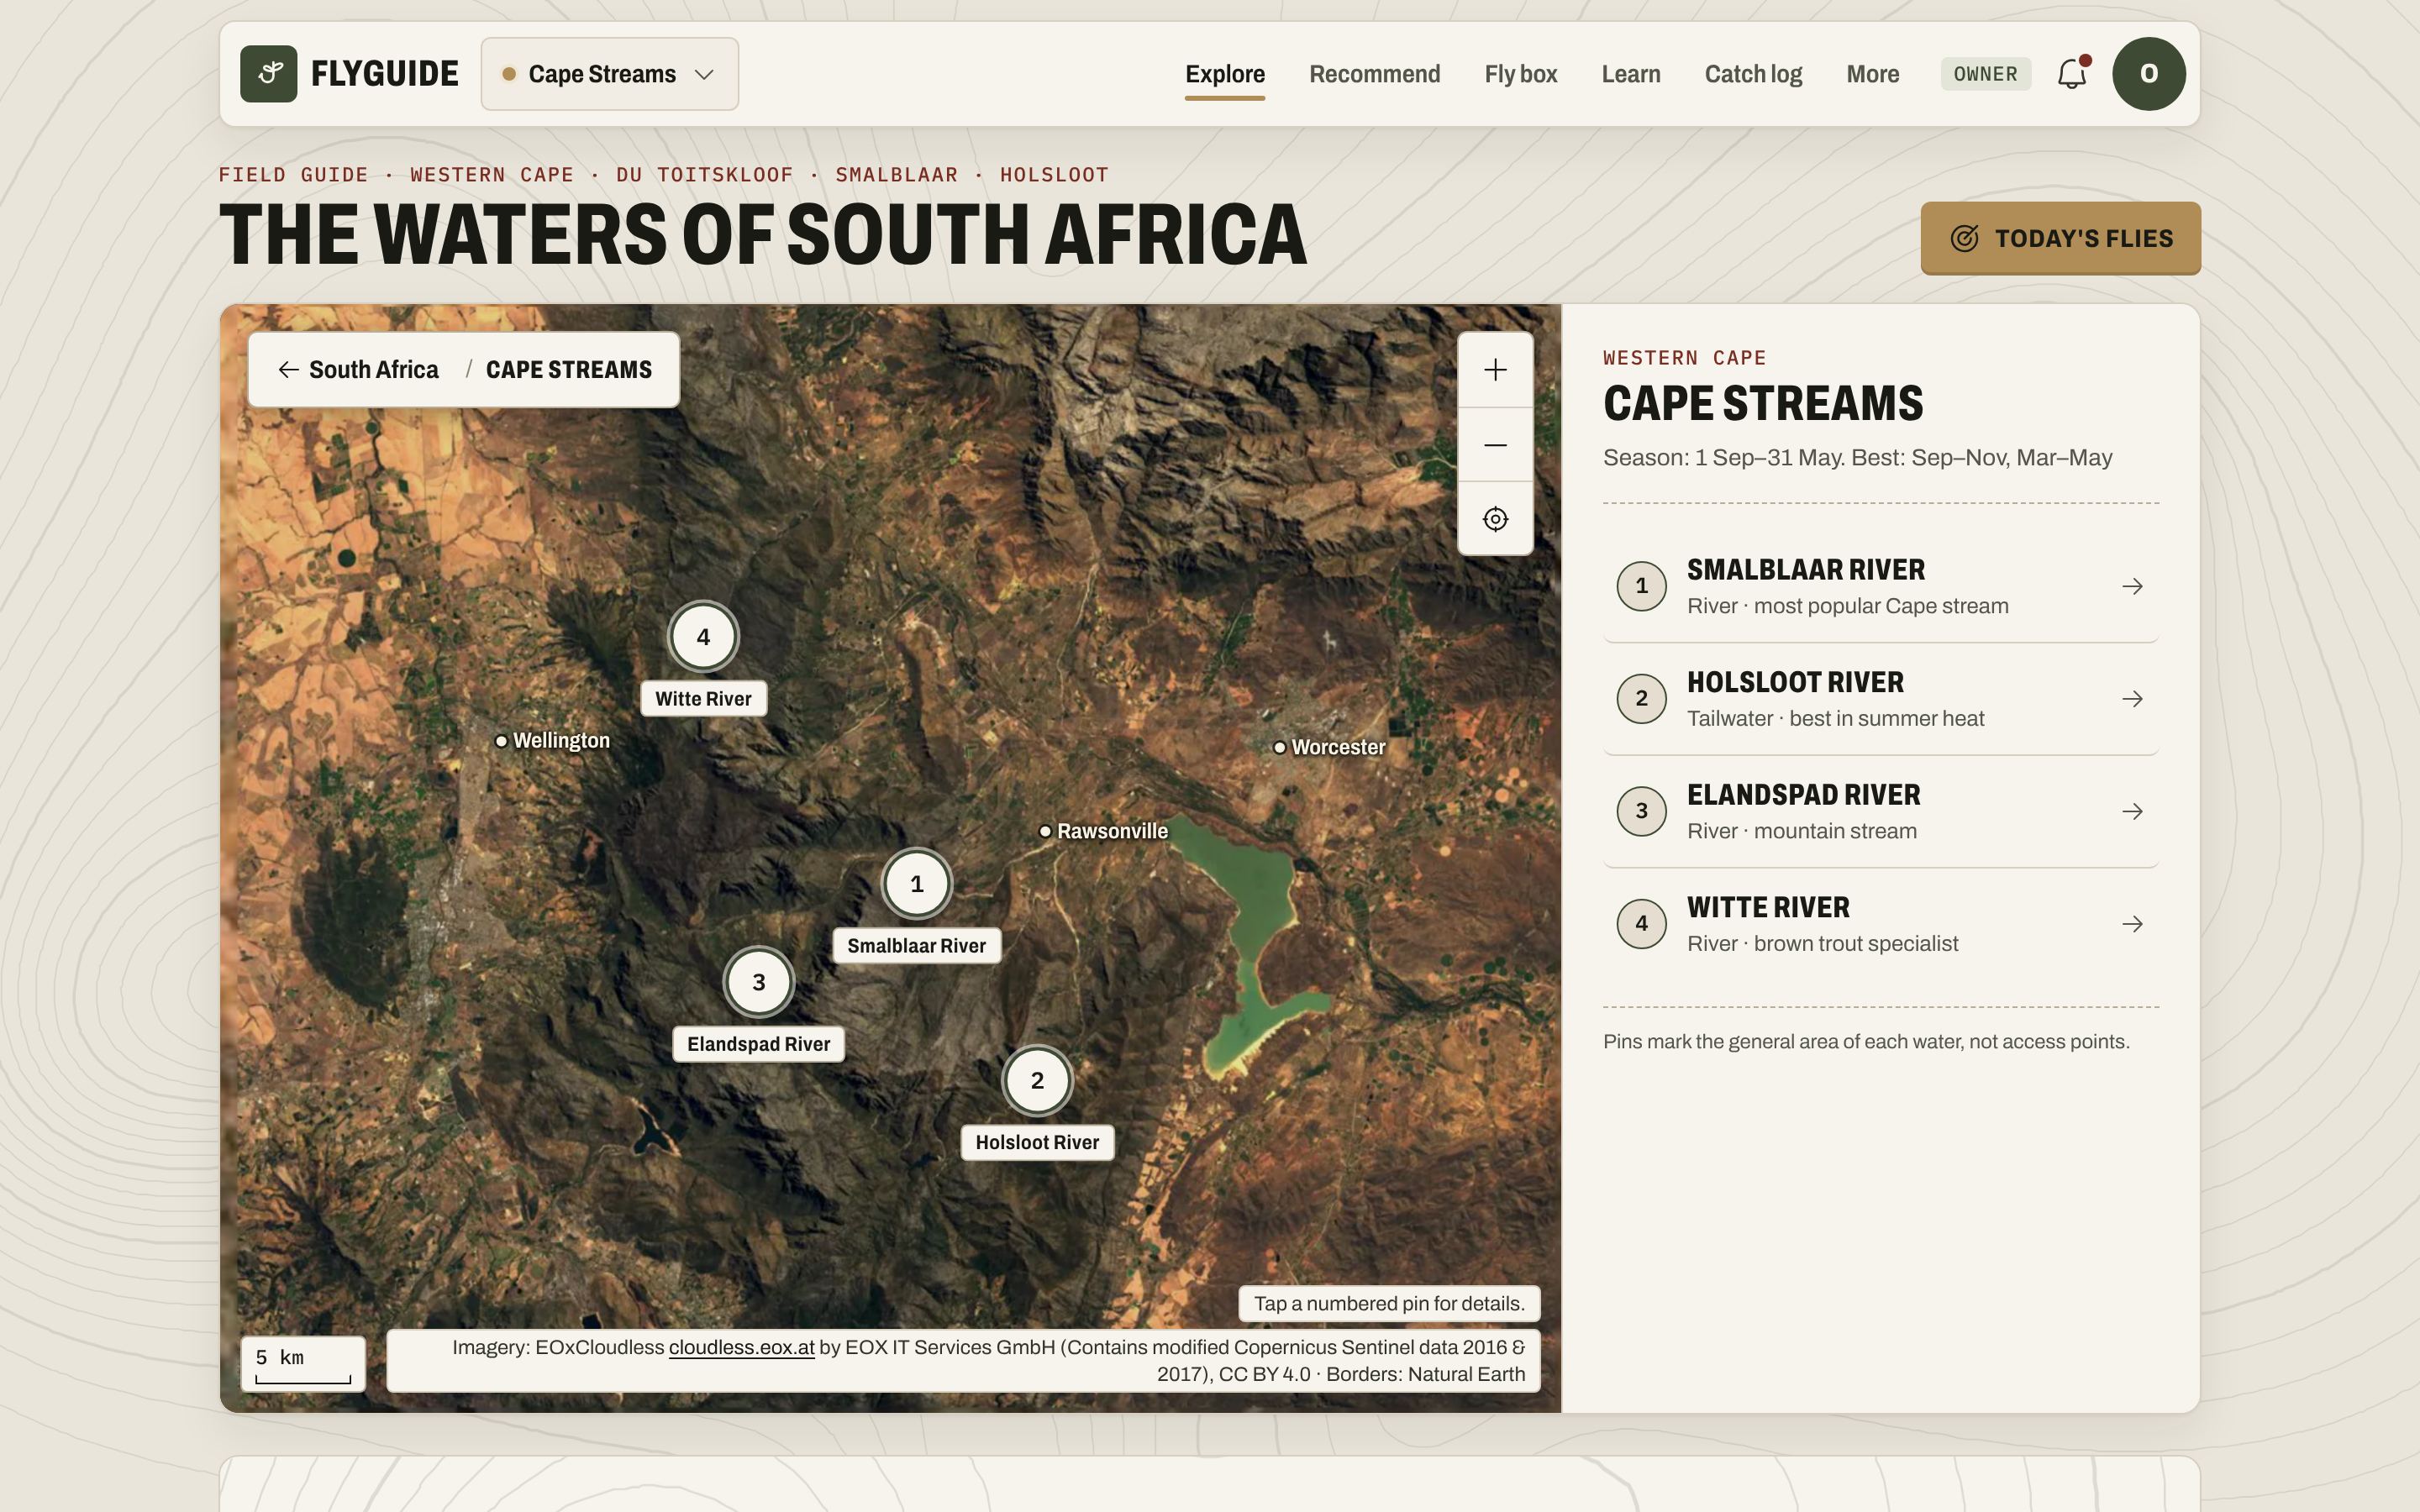 FLYGUIDE
Cape Streams
Explore
Recommend
Fly box
Learn
Catch log
More
OWNER
O
FIELD GUIDE · WESTERN CAPE · DU TOITSKLOOF · SMALBLAAR · HOLSLOOT
THE WATERS OF SOUTH AFRICA
TODAY'S FLIES
South Africa / CAPE STREAMS
4
Witte River
Wellington
Worcester
Rawsonville
1
Smalblaar River
3
Elandspad River
2
Holsloot River
Tap a numbered pin for details.
5 km
Imagery: EOxCloudless cloudless.eox.at by EOX IT Services GmbH (Contains modified Copernicus Sentinel data 2016 &
2017), CC BY 4.0 · Borders: Natural Earth
WESTERN CAPE
CAPE STREAMS
Season: 1 Sep–31 May. Best: Sep–Nov, Mar–May
1
SMALBLAAR RIVER
River · most popular Cape stream
2
HOLSLOOT RIVER
Tailwater · best in summer heat
3
ELANDSPAD RIVER
River · mountain stream
4
WITTE RIVER
River · brown trout specialist
Pins mark the general area of each water, not access points.